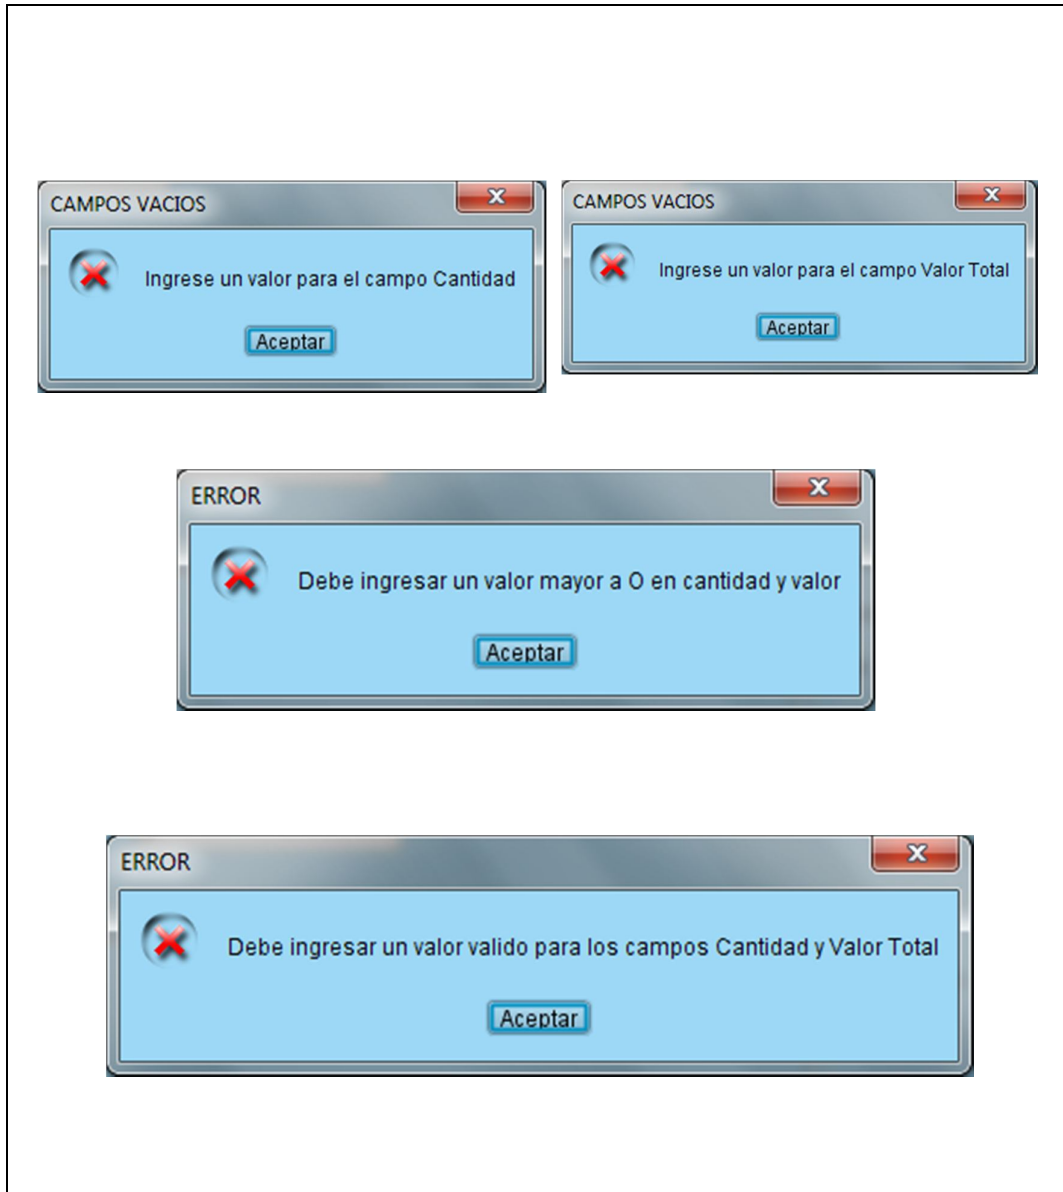 CAMPOS VACIOS
Ingrese un valor para el campo Cantidad
Aceptar
CAMPOS VACIOS
Ingrese un valor para el campo Valor Total
Aceptar
ERROR
Debe ingresar un valor mayor a O en cantidad y valor
Aceptar
ERROR
Debe ingresar un valor valido para los campos Cantidad y Valor Total
Aceptar